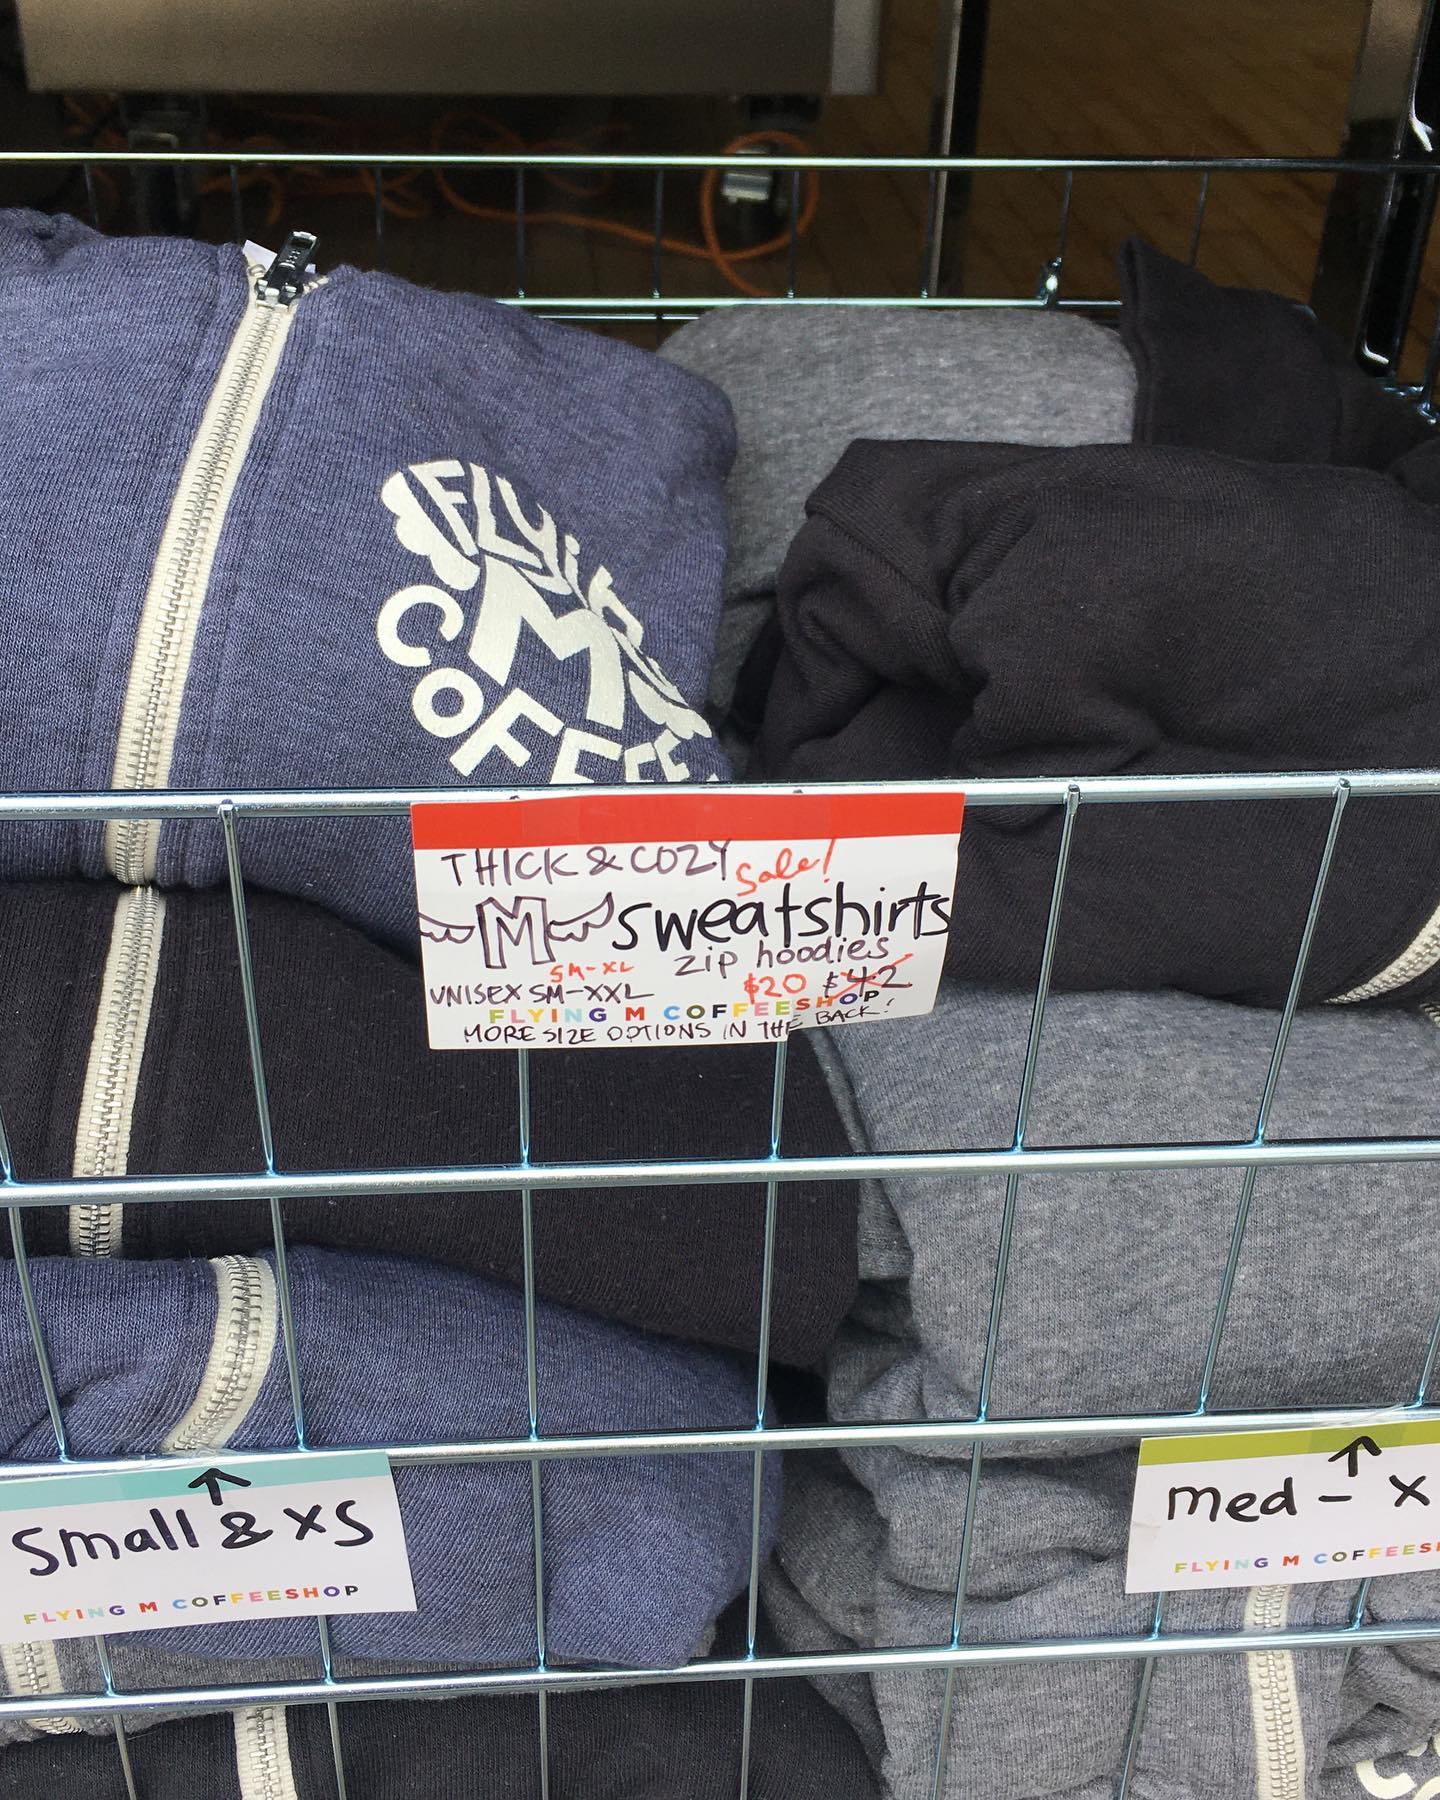 FLYiNG
M
COFFEE
THICK & COZY Sale!
M Sweatshirts
zip hoodies
SM-XL
UNISEX SM-XXL $20 $42
FLYING M COFFEESHOP
MORE SIZE OPTIONS IN THE BACK!
↑
Small & XS
FLYING M COFFEESHOP
↑
med - X
FLYING M COFFEES